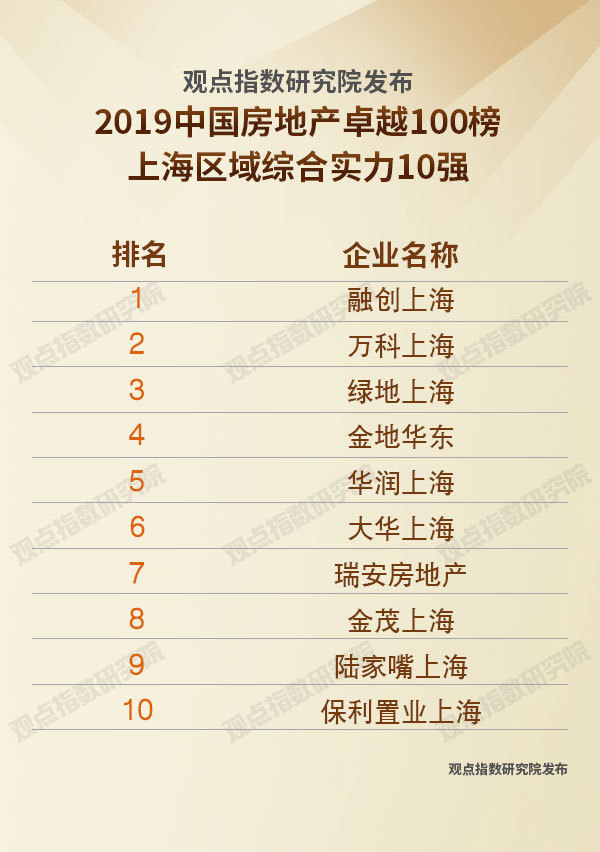 观点指数研究院发布
2019中国房地产卓越100榜
上海区域综合实力10强
排名 企业名称
1 融创上海
2 万科上海
3 绿地上海
4 金地华东
5 华润上海
6 大华上海
7 瑞安房地产
8 金茂上海
9 陆家嘴上海
10 保利置业上海
观点指数研究院发布
观点指数研究院
观点指数研究院
观点指数研究院
观点指数研究院
观点指数研究院
观点指数研究院
观点指数研究院
观点指数研究院
观点指数研究院